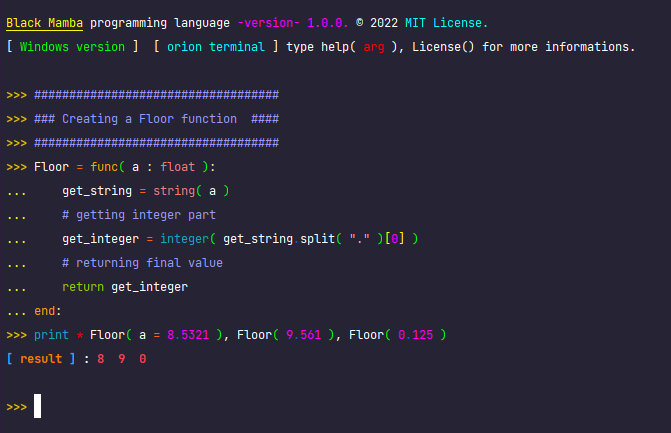 Black Mamba programming language -version- 1.0.0. © 2022 MIT License.
[ Windows version ]  [ orion terminal ] type help( arg ), License() for more informations.
>>> ###################################
>>> ### Creating a Floor function  ####
>>> ###################################
>>> Floor = func( a : float ):
...     get_string = string( a )
...     # getting integer part
...     get_integer = integer( get_string.split( "." )[0] )
...     # returning final value
...     return get_integer
... end:
>>> print * Floor( a = 8.5321 ), Floor( 9.561 ), Floor( 0.125 )
[ result ] : 8  9  0
>>>